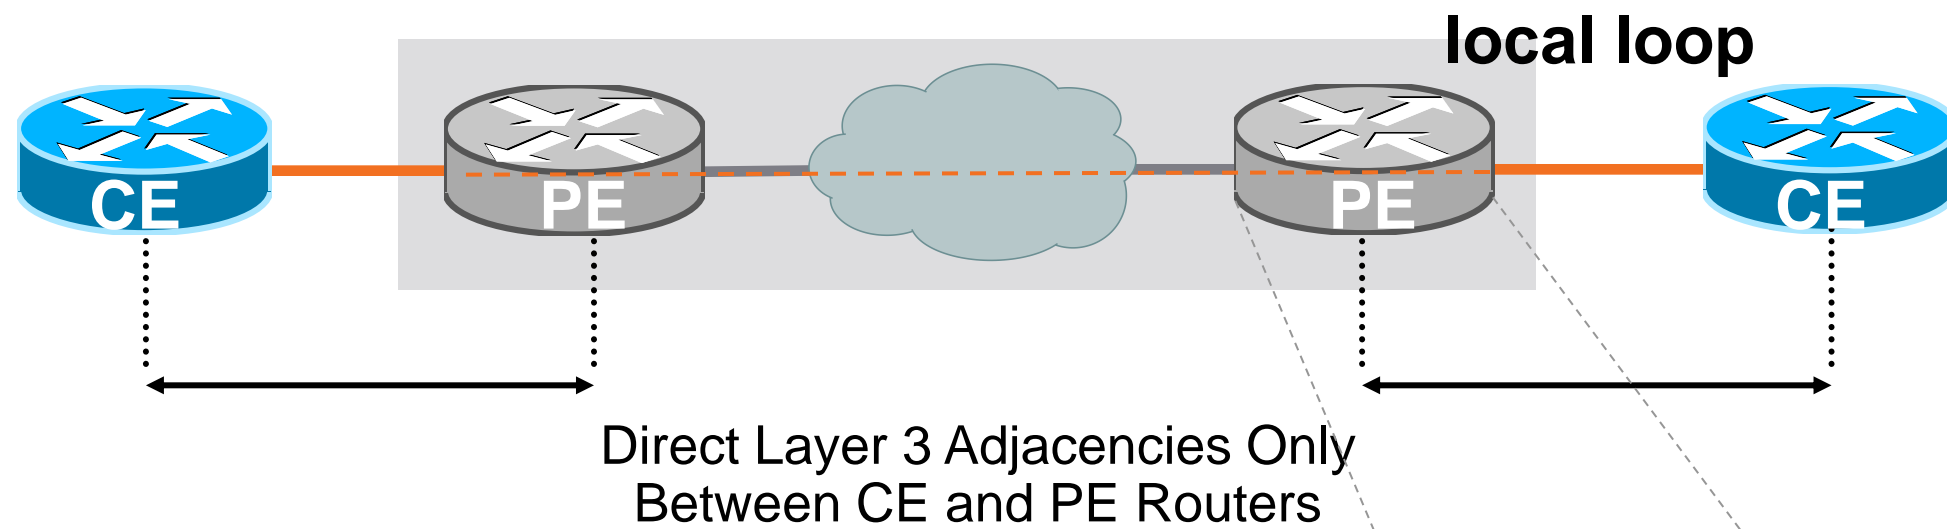 local loop
CE
PE
PE
CE
Direct Layer 3 Adjacencies Only
Between CE and PE Routers